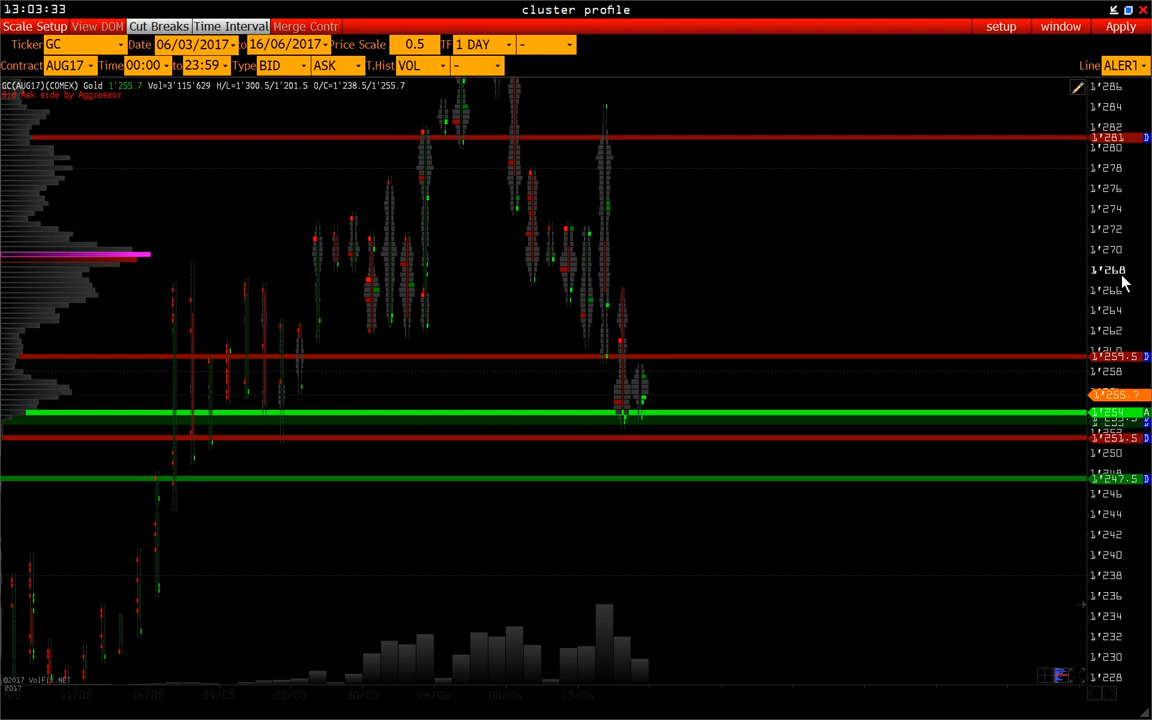 13:03:33
cluster profile
Scale Setup View DOM Cut Breaks Time Interval Merge Contr
setup window Apply
Ticker GC Date 06/03/2017 to 16/06/2017 Price Scale 0.5 TF 1 DAY -
Contract AUG17 Time 00:00 to 23:59 Type BID ASK T.Hist VOL -
Line ALERT
GC(AUG17)(COMEX) Gold 1'255.7 Vol=3'115'629 H/L=1'300.5/1'201.5 O/C=1'238.5/1'255.7
Bid Ask side by Aggressor
1'286
1'284
1'282
1'281 D
1'280
1'278
1'276
1'274
1'272
1'270
1'268
1'266
1'264
1'262
1'259.5 D
1'258
1'255.7
1'254 A
1'251.5 D
1'250
1'247.5 D
1'246
1'244
1'242
1'240
1'238
1'236
1'234
1'232
1'230
1'228
©2017 VolFix.NET
2017
11/05 16/05 21/05 25/05 30/05 04/06 08/06 13/06